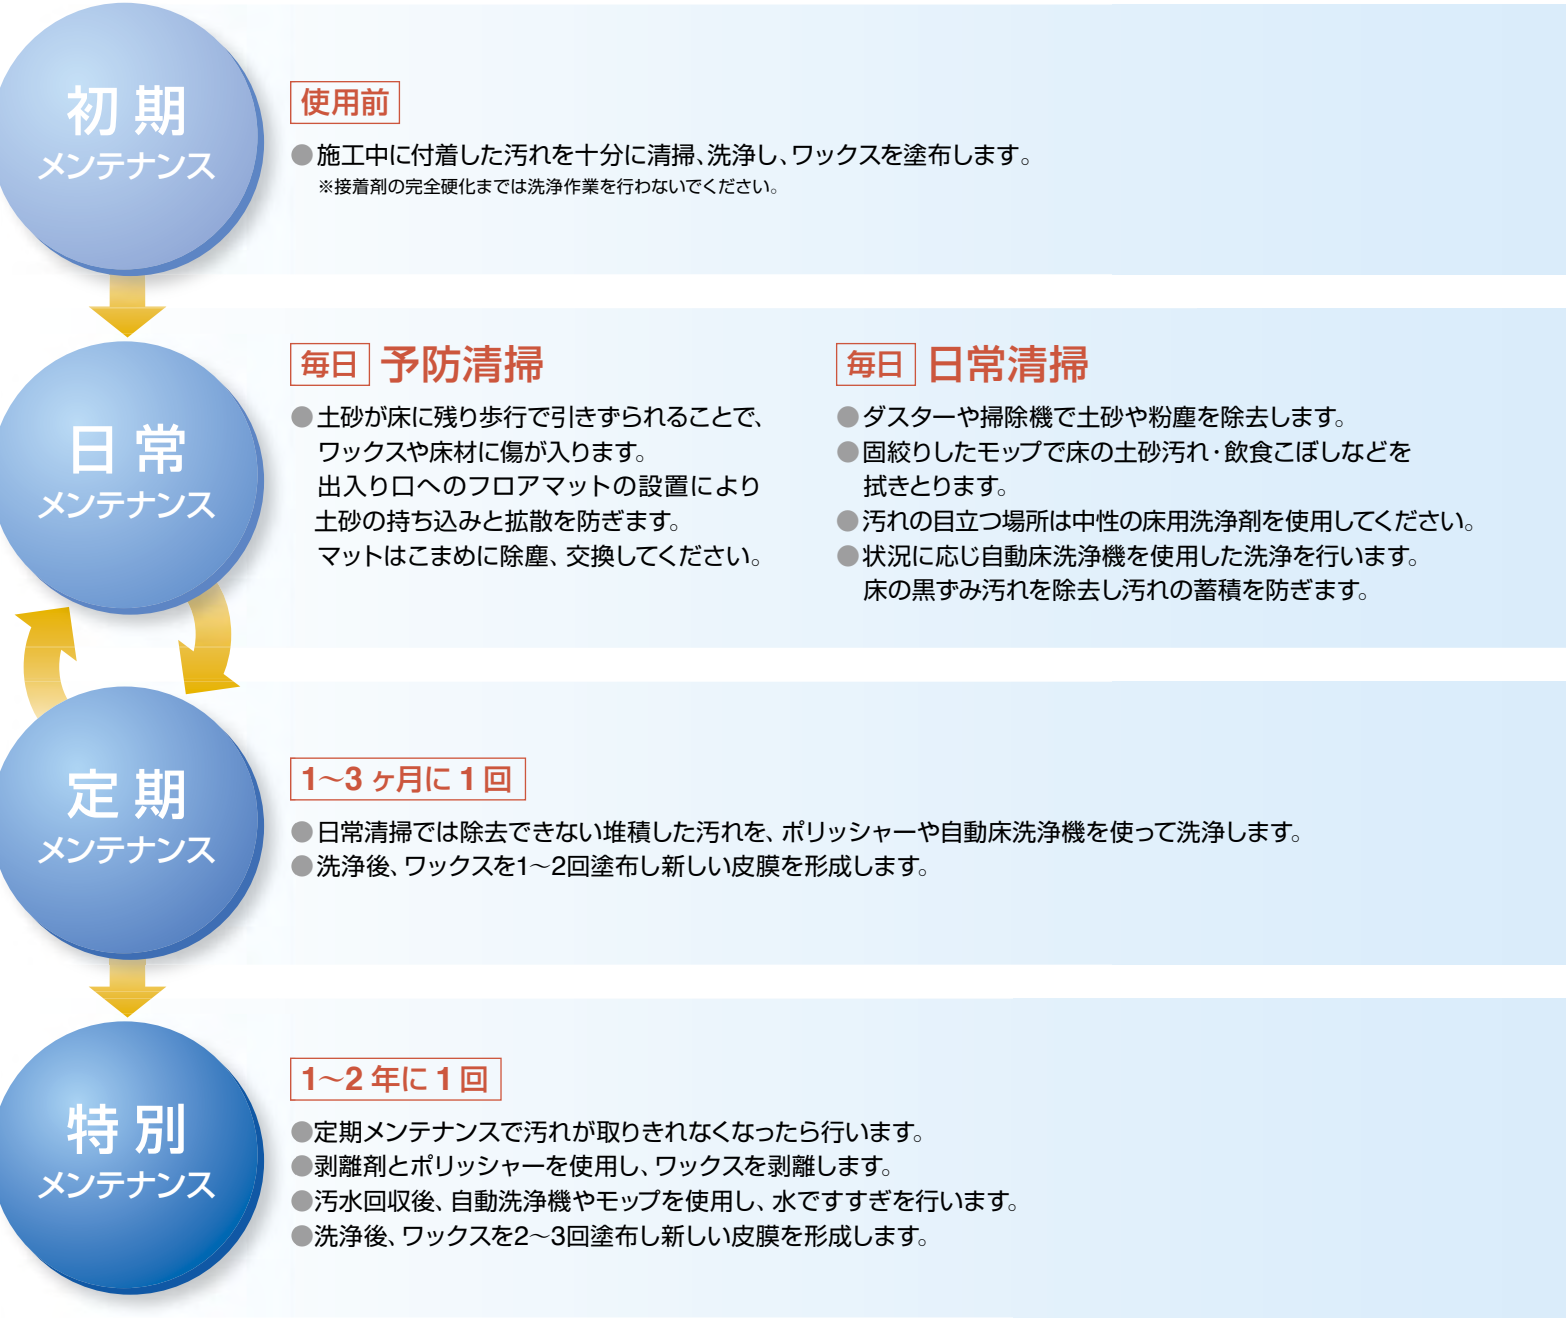 初期
メンテナンス
使用前
●施工中に付着した汚れを十分に清掃、洗浄し、ワックスを塗布します。
※接着剤の完全硬化までは洗浄作業を行わないでください。
日常
メンテナンス
毎日 予防清掃
●土砂が床に残り歩行で引きずられることで、
ワックスや床材に傷が入ります。
出入り口へのフロアマットの設置により
土砂の持ち込みと拡散を防ぎます。
マットはこまめに除塵、交換してください。
毎日 日常清掃
●ダスターや掃除機で土砂や粉塵を除去します。
●固絞りしたモップで床の土砂汚れ・飲食こぼしなどを
拭きとります。
●汚れの目立つ場所は中性の床用洗浄剤を使用してください。
●状況に応じ自動床洗浄機を使用した洗浄を行います。
床の黒ずみ汚れを除去し汚れの蓄積を防ぎます。
定期
メンテナンス
1〜3ヶ月に1回
●日常清掃では除去できない堆積した汚れを、ポリッシャーや自動床洗浄機を使って洗浄します。
●洗浄後、ワックスを1〜2回塗布し新しい皮膜を形成します。
特別
メンテナンス
1〜2年に1回
●定期メンテナンスで汚れが取りきれなくなったら行います。
●剥離剤とポリッシャーを使用し、ワックスを剥離します。
●汚水回収後、自動洗浄機やモップを使用し、水ですすぎを行います。
●洗浄後、ワックスを2〜3回塗布し新しい皮膜を形成します。